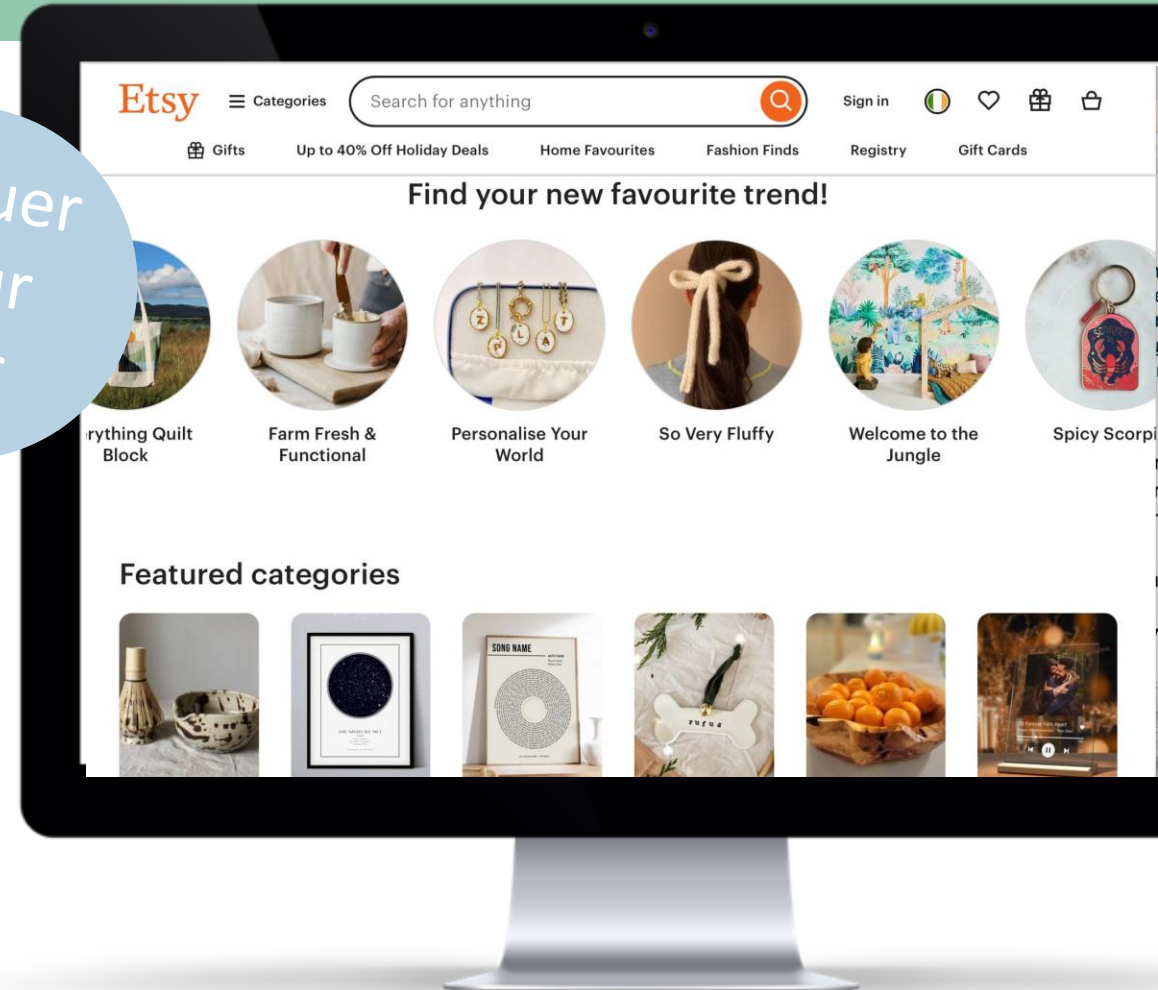 Etsy
Categories
Search for anything
Sign in
Gifts
Up to 40% Off Holiday Deals
Home Favourites
Fashion Finds
Registry
Gift Cards
Find your new favourite trend!
rything Quilt
Block
Farm Fresh &
Functional
Personalise Your
World
So Very Fluffy
Welcome to the
Jungle
Spicy Scorpi
Featured categories
SONG NAME
rufus